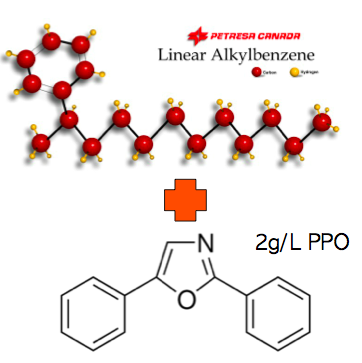 PETRESA CANADA
Linear Alkylbenzene
Carbon Hydrogen
2g/L PPO
N
O